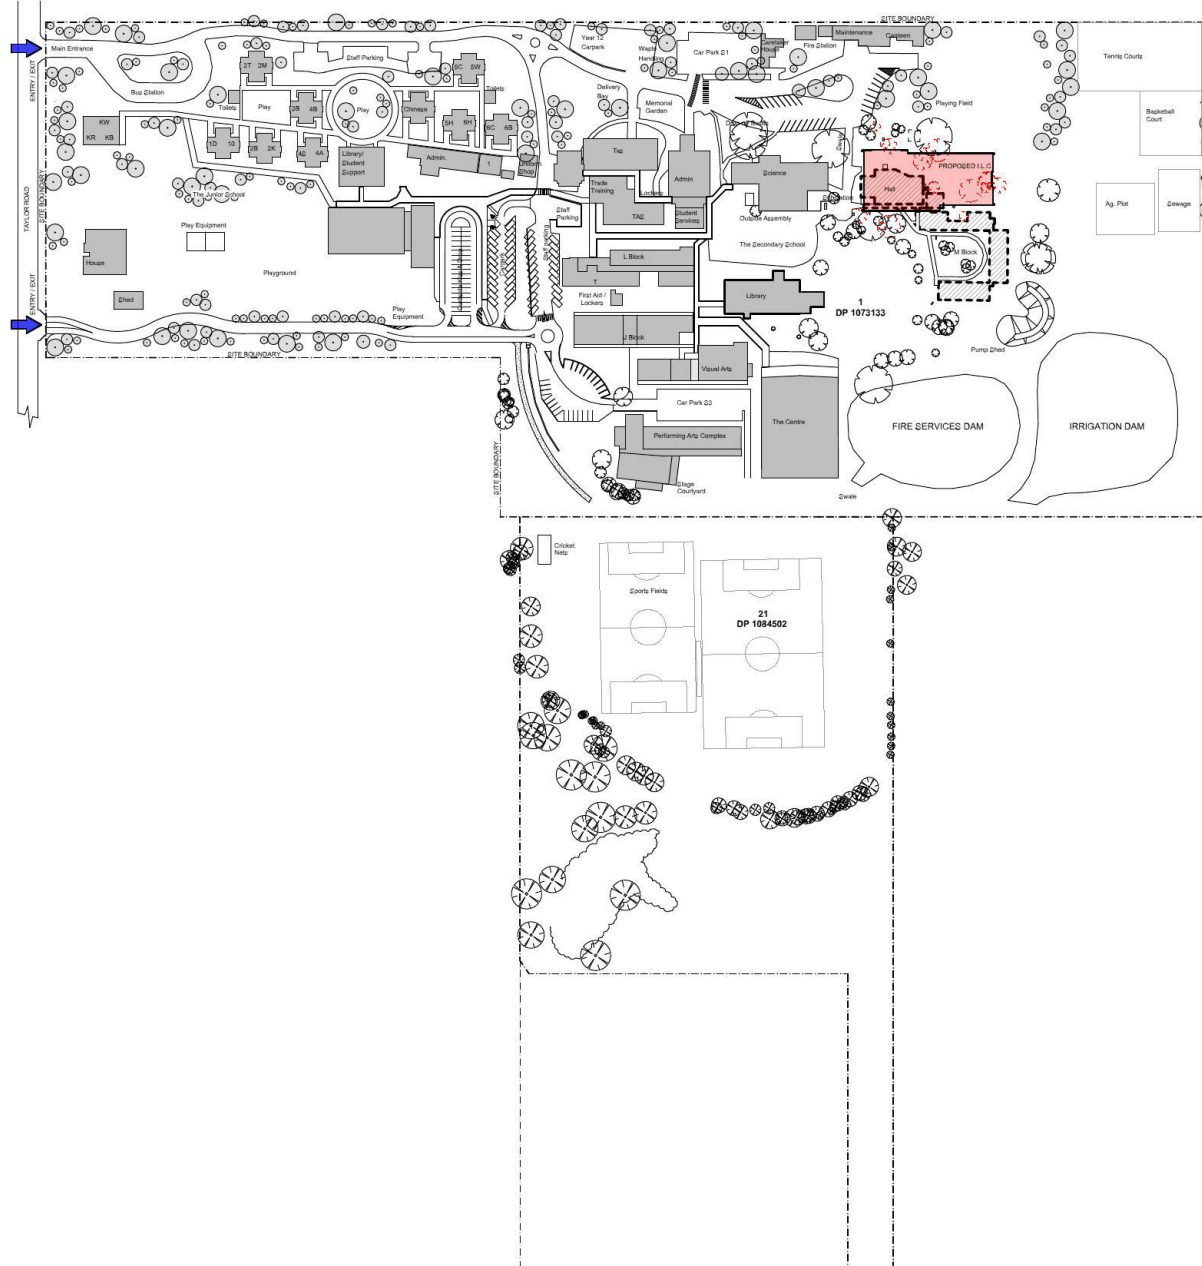 SITE BOUNDARY
Main Entrance
ENTRY / EXIT
Bus Station
3T 3M
Staff Parking
5C 5W
Year 12
Carpark
Waste
Handling
Car Park S1
Caretaker
House
Fire Station
Maintenance
Canteen
Tennis Courts
Toilets
Play
3B 4B
Play
Chinese
Toilets
Delivery
Bay
Memorial
Garden
Playing Field
Basketball
Court
KW
KR KB
5H 6H
6C 6B
1D 10
2B 2K
4C 4A
Library/
Student
Support
Admin.
1
Uniform
Shop
Tas
Trade
Training
Lockers
Admin
Science
PROPOSED I.L.C.
Hall
TAYLOR ROAD
SITE BOUNDARY
The Junior School
Play Equipment
Staff
Parking
TAS
Student
Services
Outside Assembly
The Secondary School
Ag. Plot
Sewage
House
Playground
Carpark
Staff parking
L Block
T
First Aid /
Lockers
M Block
Library
1
DP 1073133
ENTRY / EXIT
Shed
Play
Equipment
SITE BOUNDARY
J Block
Visual Arts
Pump Shed
Car Park S3
The Centre
FIRE SERVICES DAM
IRRIGATION DAM
Performing Arts Complex
SITE BOUNDARY
Stage
Courtyard
Swale
Cricket
Nets
Sports Fields
21
DP 1084502